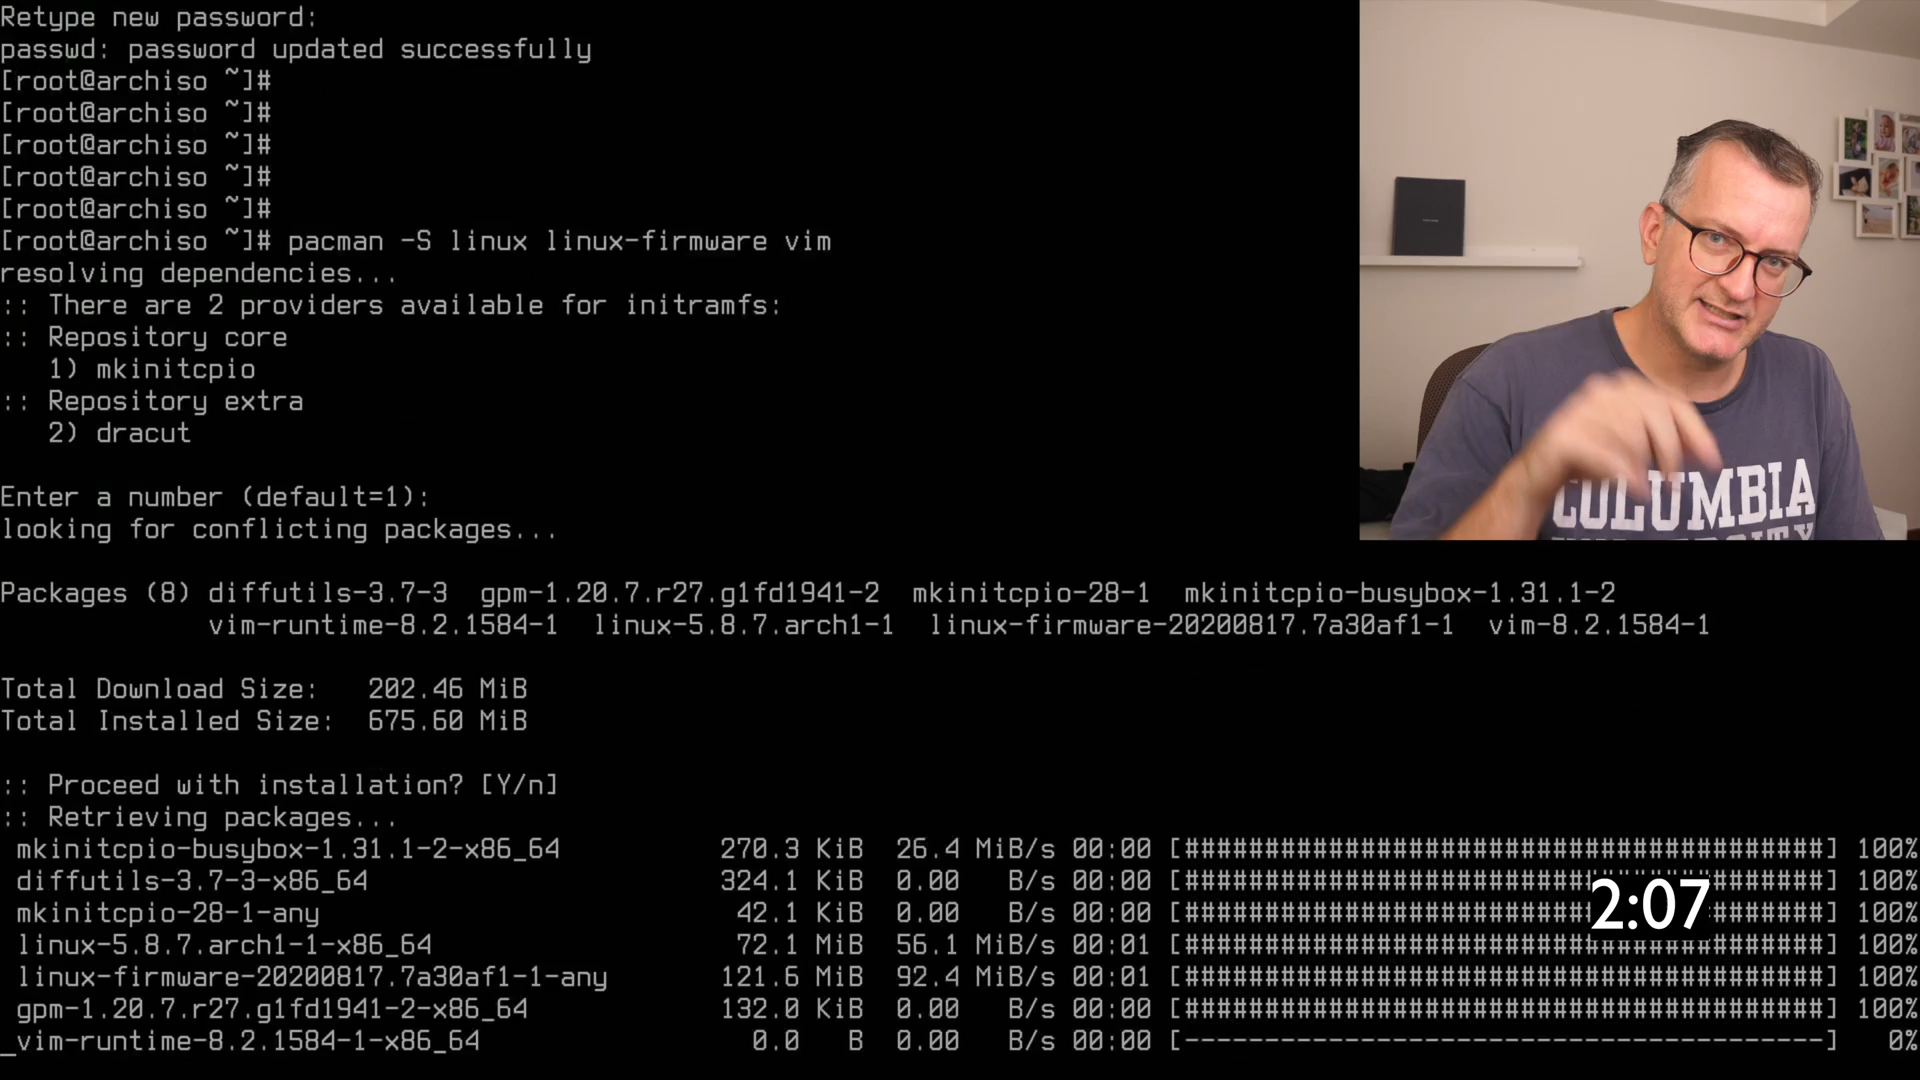 Retype new password:
passwd: password updated successfully
[root@archiso ~]#
[root@archiso ~]#
[root@archiso ~]#
[root@archiso ~]#
[root@archiso ~]#
[root@archiso ~]# pacman -S linux linux-firmware vim
resolving dependencies...
:: There are 2 providers available for initramfs:
:: Repository core
   1) mkinitcpio
:: Repository extra
   2) dracut

Enter a number (default=1):
looking for conflicting packages...

Packages (8) diffutils-3.7-3  gpm-1.20.7.r27.g1fd1941-2  mkinitcpio-28-1  mkinitcpio-busybox-1.31.1-2
             vim-runtime-8.2.1584-1  linux-5.8.7.arch1-1  linux-firmware-20200817.7a30af1-1  vim-8.2.1584-1

Total Download Size:   202.46 MiB
Total Installed Size:  675.60 MiB

:: Proceed with installation? [Y/n]
:: Retrieving packages...
 mkinitcpio-busybox-1.31.1-2-x86_64          270.3 KiB  26.4 MiB/s 00:00 [########################################] 100%
 diffutils-3.7-3-x86_64                      324.1 KiB  0.00   B/s 00:00 [########################################] 100%
 mkinitcpio-28-1-any                          42.1 KiB  0.00   B/s 00:00 [########################################] 100%
 linux-5.8.7.arch1-1-x86_64                   72.1 MiB  56.1 MiB/s 00:01 [########################################] 100%
 linux-firmware-20200817.7a30af1-1-any       121.6 MiB  92.4 MiB/s 00:01 [########################################] 100%
 gpm-1.20.7.r27.g1fd1941-2-x86_64            132.0 KiB  0.00   B/s 00:00 [########################################] 100%
_vim-runtime-8.2.1584-1-x86_64                 0.0   B  0.00   B/s 00:00 [----------------------------------------]   0%
2:07
COLUMBIA
UNIVERSITY